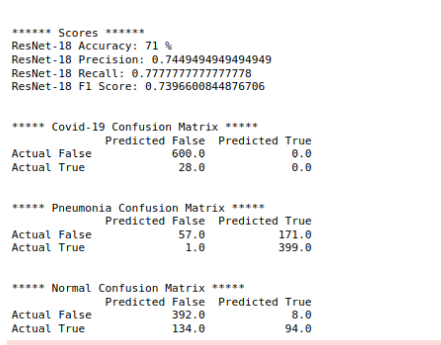 ****** Scores ******
ResNet-18 Accuracy: 71 %
ResNet-18 Precision: 0.7449494949494949
ResNet-18 Recall: 0.7777777777777778
ResNet-18 F1 Score: 0.7396600844876706
***** Covid-19 Confusion Matrix *****
Predicted False Predicted True
Actual False 600.0 0.0
Actual True 28.0 0.0
***** Pneumonia Confusion Matrix *****
Predicted False Predicted True
Actual False 57.0 171.0
Actual True 1.0 399.0
***** Normal Confusion Matrix *****
Predicted False Predicted True
Actual False 392.0 8.0
Actual True 134.0 94.0